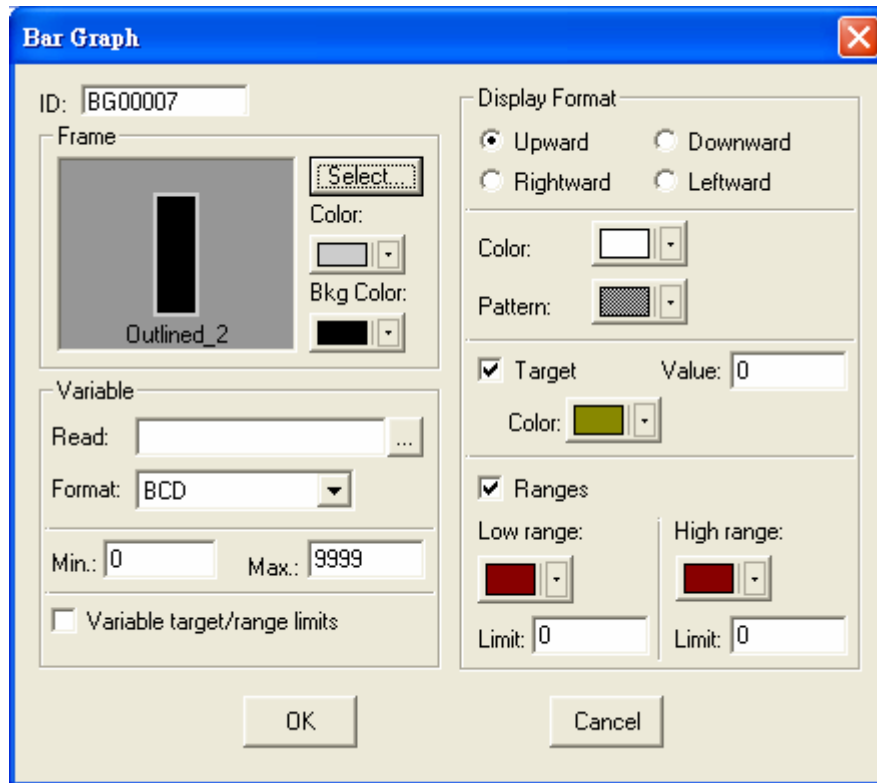 Bar Graph
ID: BG00007
Frame
Select...
Color:
Bkg Color:
Outlined_2
Variable
Read:
...
Format: BCD
Min.: 0 Max.: 9999
Variable target/range limits
Display Format
Upward Downward
Rightward Leftward
Color:
Pattern:
Target Value: 0
Color:
Ranges
Low range: High range:
Limit: 0 Limit: 0
OK Cancel